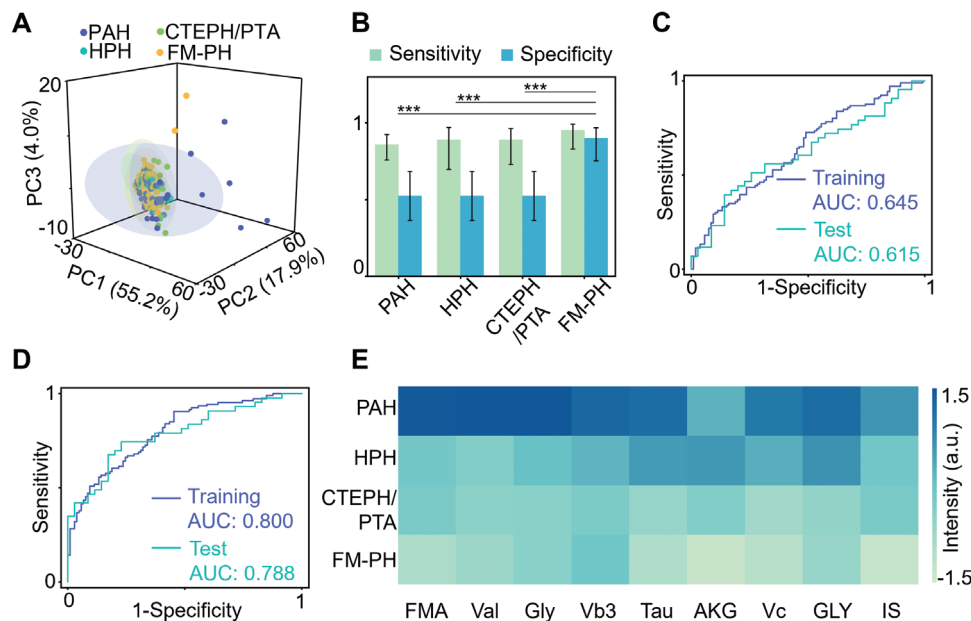 A
PAH
CTEPH/PTA
HPH
FM-PH
20
PC3 (4.0%)
-10
-30
PC1 (55.2%)
60
-30
PC2 (17.9%)
60
B
Sensitivity
Specificity
***
***
***
1
0
PAH
HPH
CTEPH
/PTA
FM-PH
C
1
Sensitivity
Training
AUC: 0.645
Test
AUC: 0.615
0
0
1-Specificity
1
D
1
Sensitivity
Training
AUC: 0.800
Test
AUC: 0.788
0
0
1-Specificity
1
E
PAH
HPH
CTEPH/
PTA
FM-PH
FMA Val Gly Vb3 Tau AKG Vc GLY IS
1.5
Intensity (a.u.)
-1.5